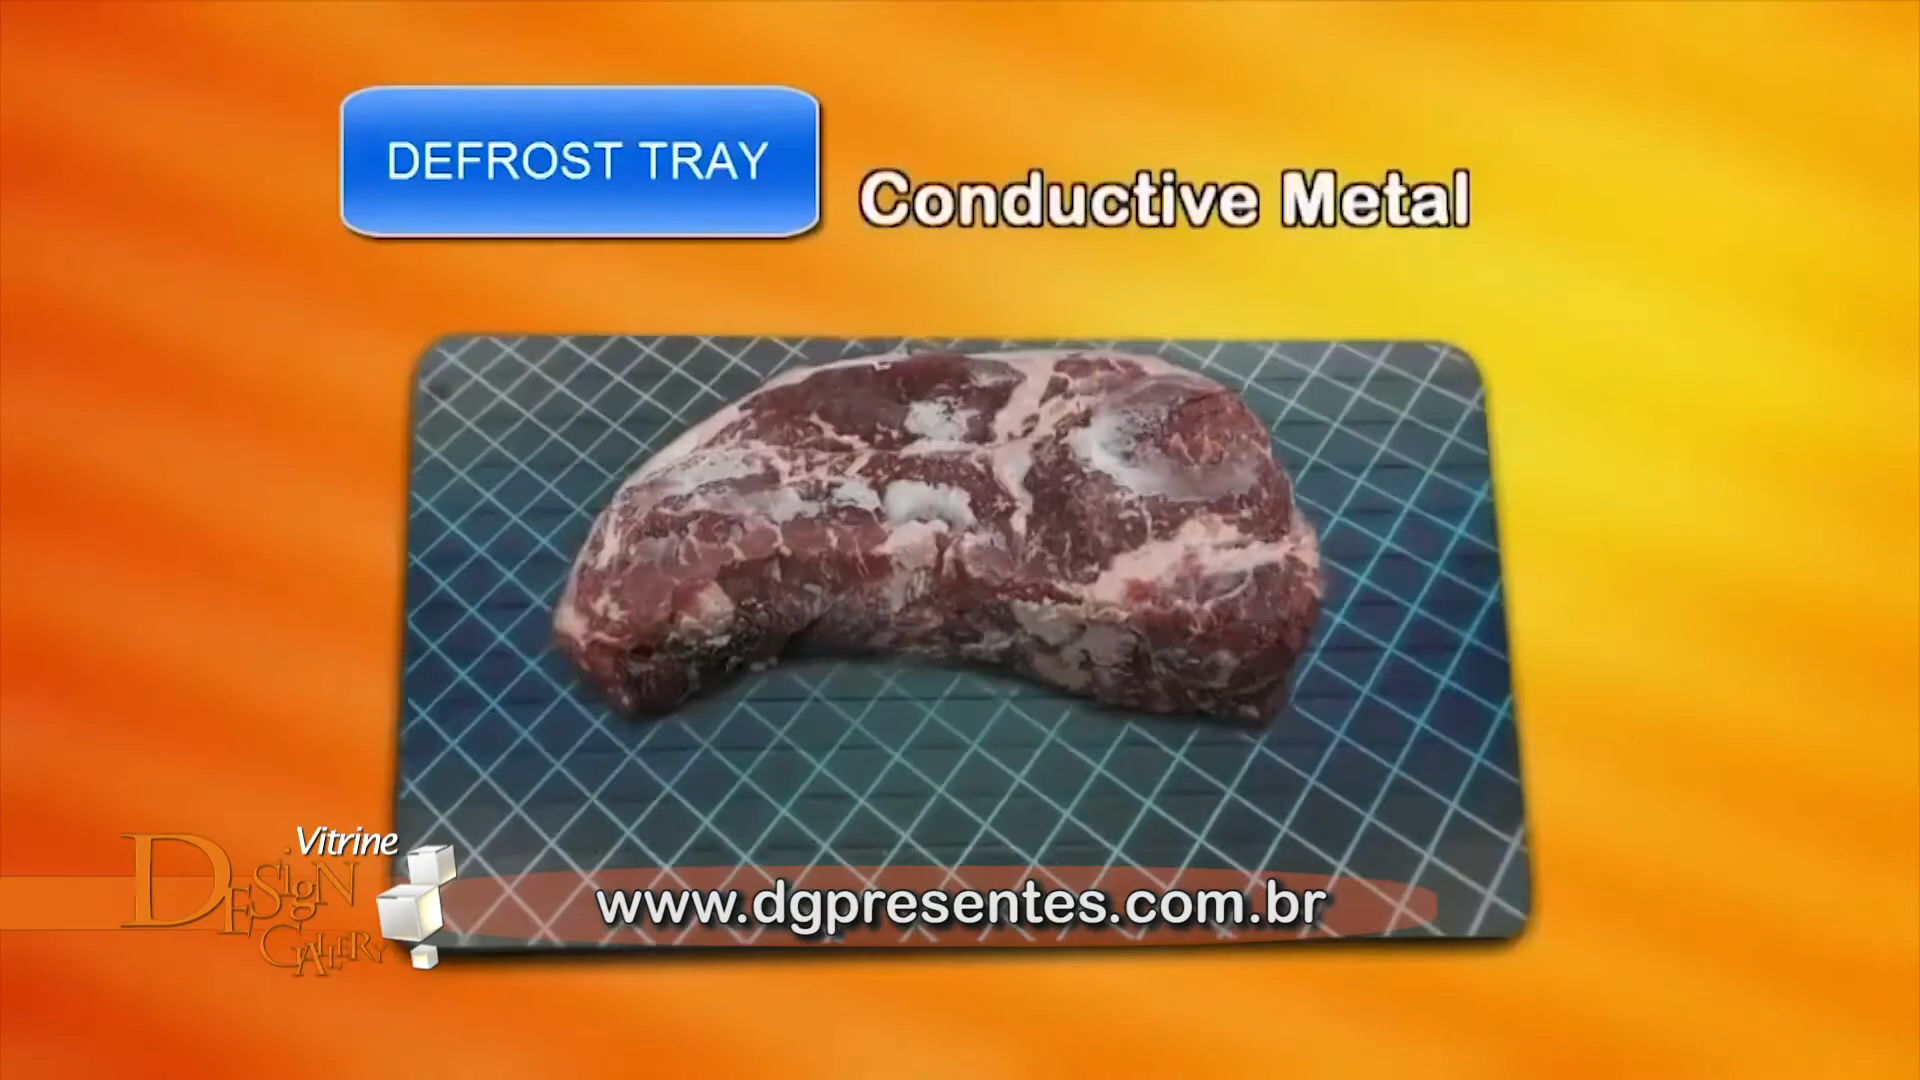 DEFROST TRAY
Conductive Metal
Vitrine
DESIGN
GALLERY
www.dgpresentes.com.br